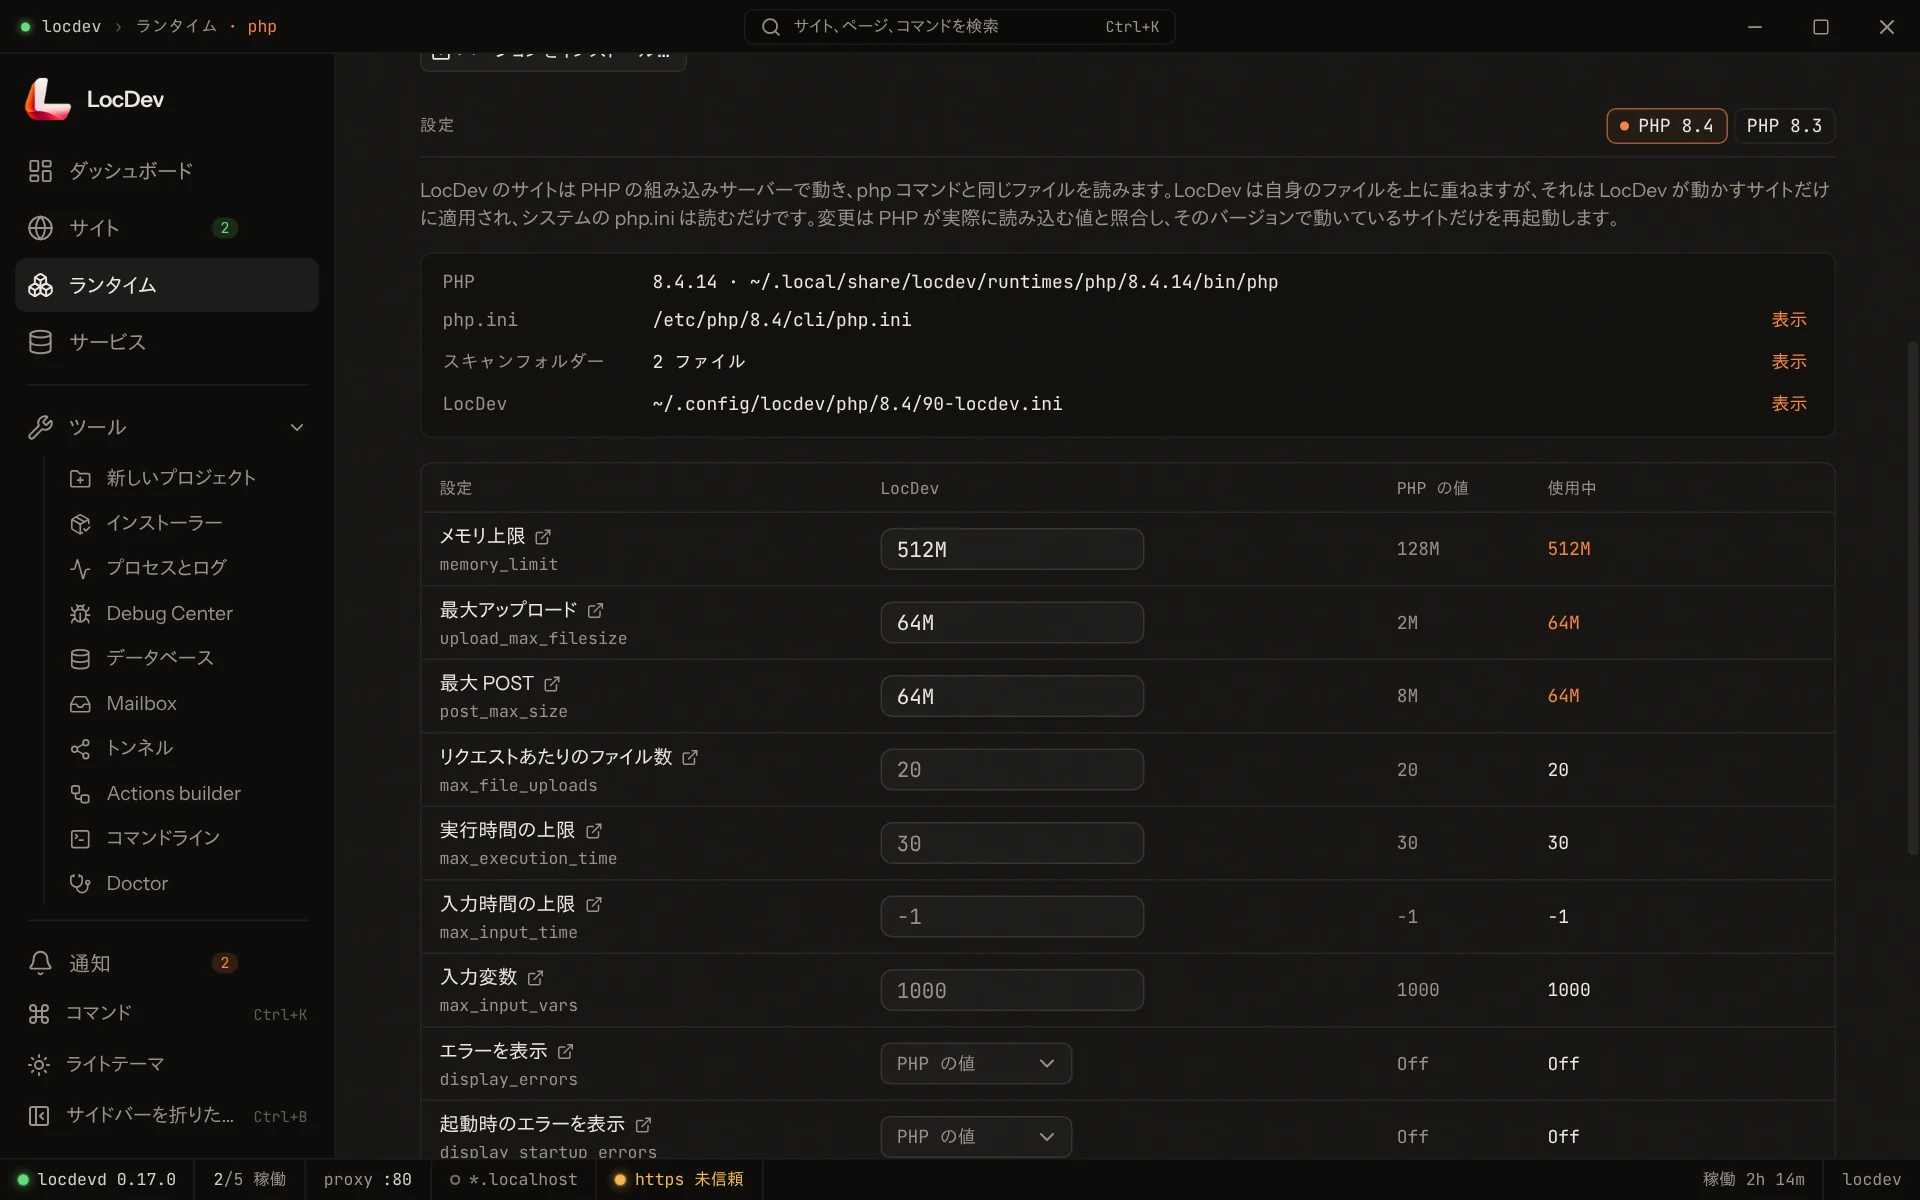 locdev › ランタイム · php
サイト、ページ、コマンドを検索 Ctrl+K
LocDev
ダッシュボード
サイト 2
ランタイム
サービス
ツール
新しいプロジェクト
インストーラー
プロセスとログ
Debug Center
データベース
Mailbox
トンネル
Actions builder
コマンドライン
Doctor
通知 2
コマンド Ctrl+K
ライトテーマ
サイドバーを折りた… Ctrl+B
設定 PHP 8.4 PHP 8.3
LocDev のサイトは PHP の組み込みサーバーで動き、php コマンドと同じファイルを読みます。LocDev は自身のファイルを上に重ねますが、それは LocDev が動かすサイトだけ
に適用され、システムの php.ini は読むだけです。変更は PHP が実際に読み込む値と照合し、そのバージョンで動いているサイトだけを再起動します。
PHP 8.4.14 · ~/.local/share/locdev/runtimes/php/8.4.14/bin/php
php.ini /etc/php/8.4/cli/php.ini 表示
スキャンフォルダー 2 ファイル 表示
LocDev ~/.config/locdev/php/8.4/90-locdev.ini 表示
設定 LocDev PHP の値 使用中
メモリ上限 512M 128M 512M
memory_limit
最大アップロード 64M 2M 64M
upload_max_filesize
最大 POST 64M 8M 64M
post_max_size
リクエストあたりのファイル数 20 20 20
max_file_uploads
実行時間の上限 30 30 30
max_execution_time
入力時間の上限 -1 -1 -1
max_input_time
入力変数 1000 1000 1000
max_input_vars
エラーを表示 PHP の値 Off Off
display_errors
起動時のエラーを表示 PHP の値 Off Off
display_startup_errors
locdevd 0.17.0 2/5 稼働 proxy :80 *.localhost https 未信頼 稼働 2h 14m locdev